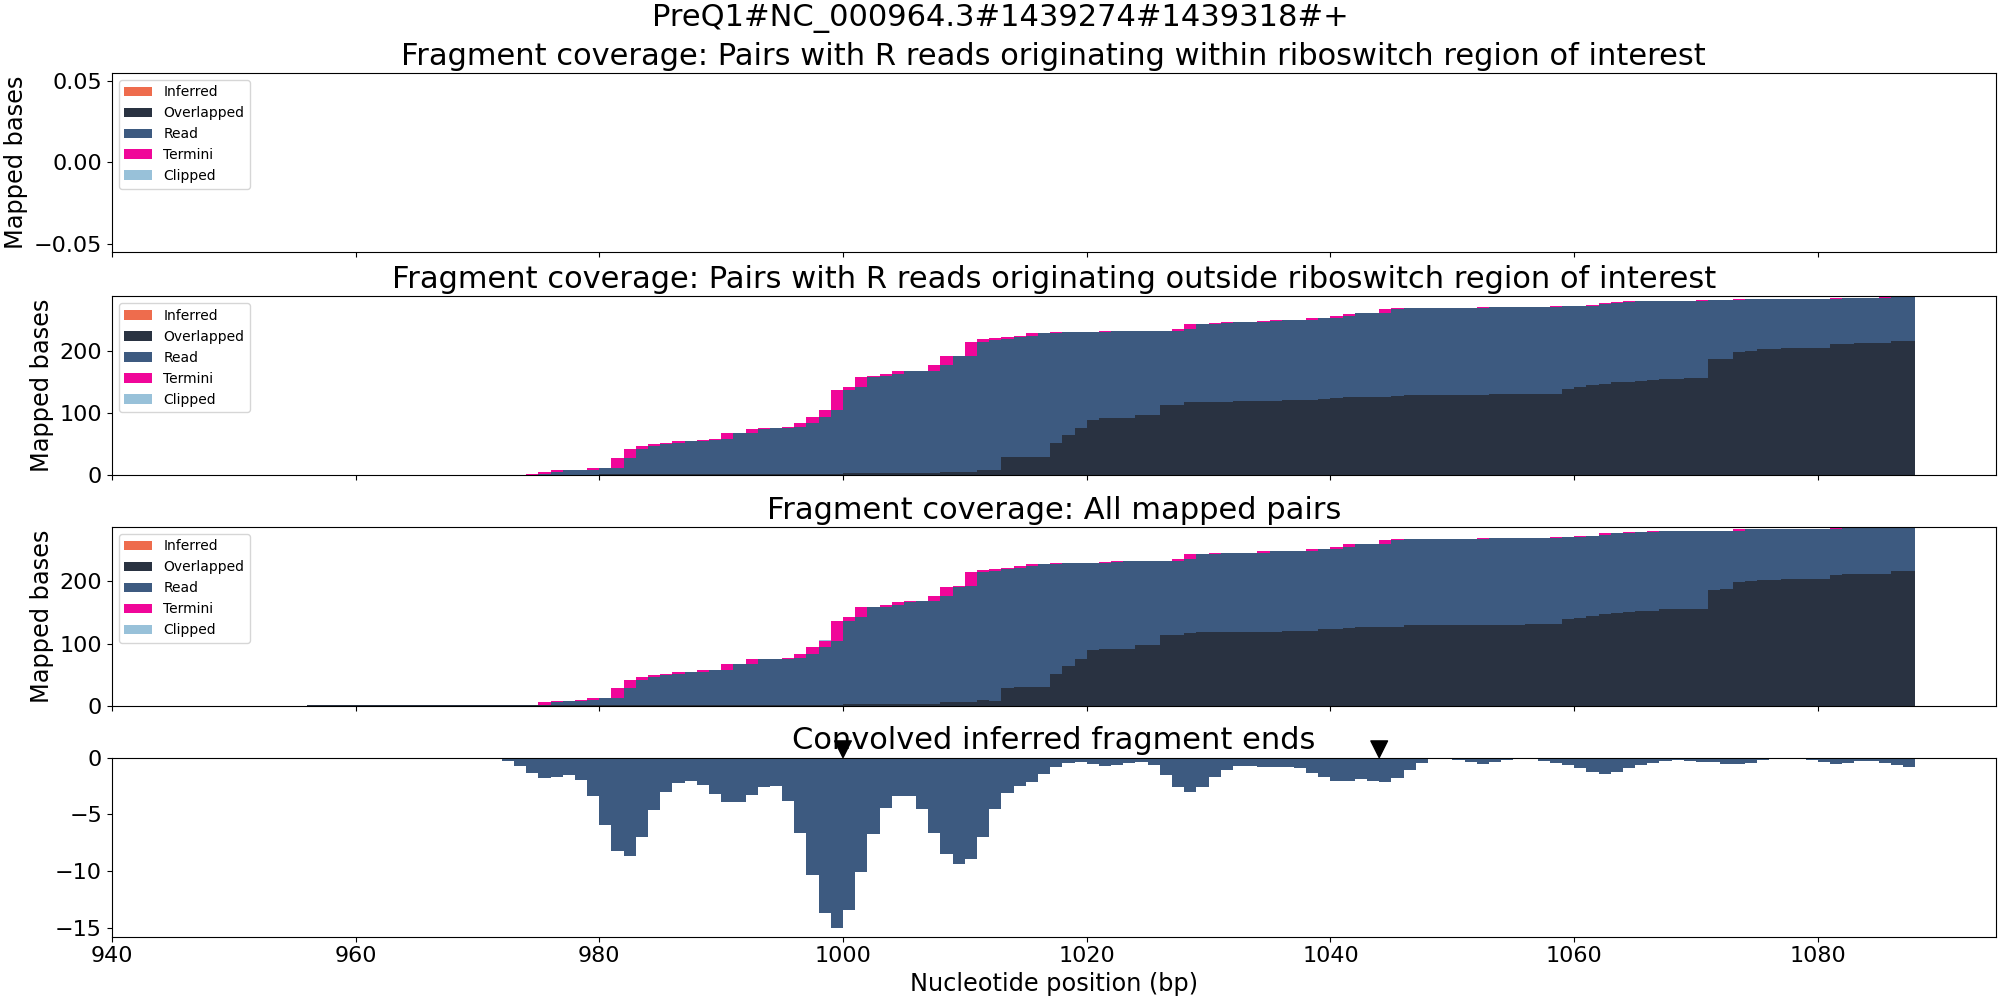 PreQ1#NC_000964.3#1439274#1439318#+
Fragment coverage: Pairs with R reads originating within riboswitch region of interest
Mapped bases
0.05
0.00
−0.05
Inferred
Overlapped
Read
Termini
Clipped
Fragment coverage: Pairs with R reads originating outside riboswitch region of interest
Mapped bases
200
100
0
Inferred
Overlapped
Read
Termini
Clipped
Fragment coverage: All mapped pairs
Mapped bases
200
100
0
Inferred
Overlapped
Read
Termini
Clipped
Convolved inferred fragment ends
0
−5
−10
−15
940 960 980 1000 1020 1040 1060 1080
Nucleotide position (bp)